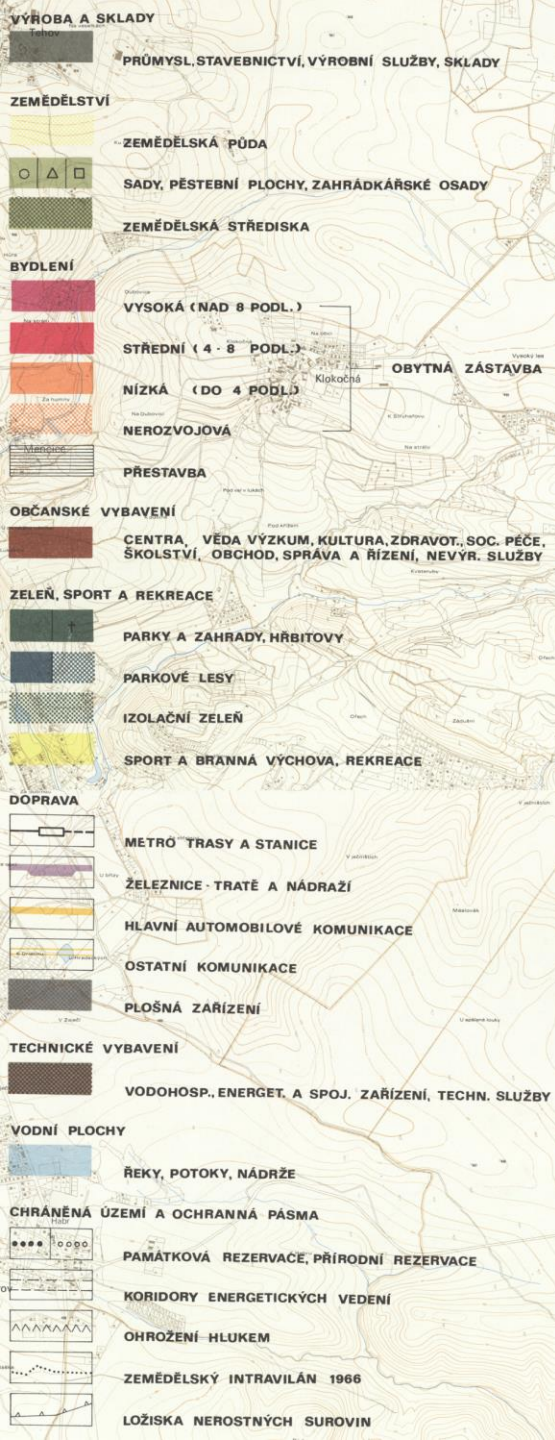 VÝROBA A SKLADY
Tehov
PRŮMYSL, STAVEBNICTVÍ, VÝROBNÍ SLUŽBY, SKLADY
ZEMĚDĚLSTVÍ
ZEMĚDĚLSKÁ PŮDA
SADY, PĚSTEBNÍ PLOCHY, ZAHRÁDKÁŘSKÉ OSADY
ZEMĚDĚLSKÁ STŘEDISKA
BYDLENÍ
VYSOKÁ (NAD 8 PODL.)
STŘEDNÍ (4 - 8 PODL.)
Vysoký les
OBYTNÁ ZÁSTAVBA
Klokočná
NÍZKÁ (DO 4 PODL.)
NEROZVOJOVÁ
Menčice
PŘESTAVBA
OBČANSKÉ VYBAVENÍ
CENTRA, VĚDA VÝZKUM, KULTURA, ZDRAVOT., SOC. PÉČE,
ŠKOLSTVÍ, OBCHOD, SPRÁVA A ŘÍZENÍ, NEVÝR. SLUŽBY
ZELEŇ, SPORT A REKREACE
PARKY A ZAHRADY, HŘBITOVY
PARKOVÉ LESY
IZOLAČNÍ ZELEŇ
SPORT A BRANNÁ VÝCHOVA, REKREACE
DOPRAVA
METRO TRASY A STANICE
ŽELEZNICE - TRATĚ A NÁDRAŽÍ
HLAVNÍ AUTOMOBILOVÉ KOMUNIKACE
OSTATNÍ KOMUNIKACE
PLOŠNÁ ZAŘÍZENÍ
TECHNICKÉ VYBAVENÍ
VODOHOSP., ENERGET. A SPOJ. ZAŘÍZENÍ, TECHN. SLUŽBY
VODNÍ PLOCHY
ŘEKY, POTOKY, NÁDRŽE
CHRÁNĚNÁ ÚZEMÍ A OCHRANNÁ PÁSMA
Habr
PAMÁTKOVÁ REZERVACE, PŘÍRODNÍ REZERVACE
KORIDORY ENERGETICKÝCH VEDENÍ
OHROŽENÍ HLUKEM
ZEMĚDĚLSKÝ INTRAVILÁN 1966
LOŽISKA NEROSTNÝCH SUROVIN